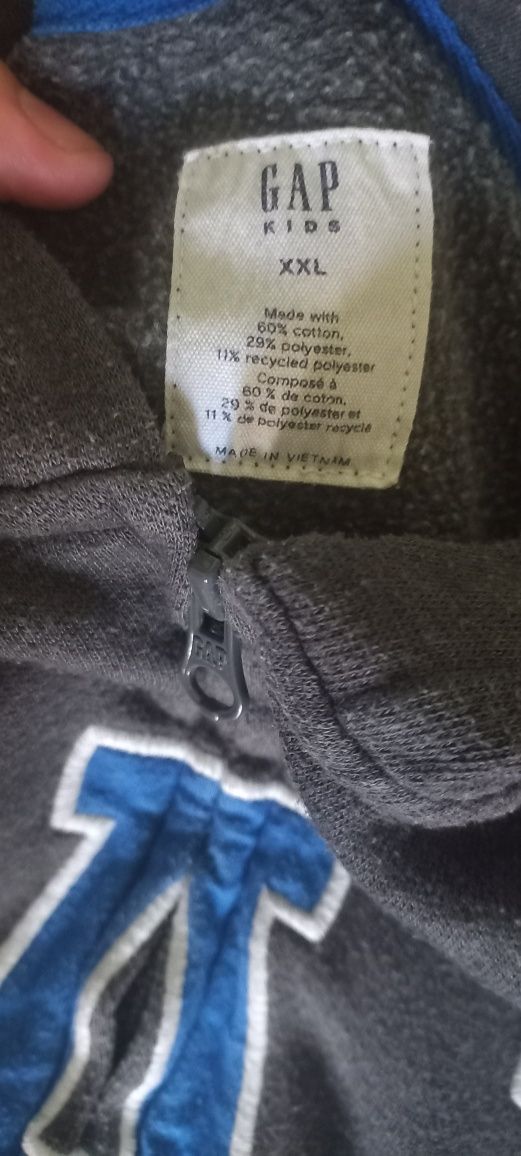 GAP
KIDS
XXL
Made with
60% cotton,
29% polyester,
11% recycled polyester
Composé à
60 % de coton,
29 % de polyester et
11 % de polyester recyclé
MADE IN VIETNAM
GAP
A